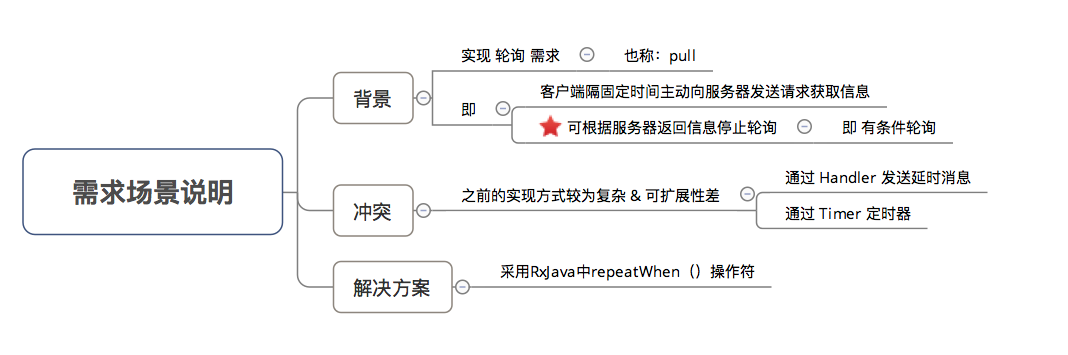 需求场景说明
背景
实现 轮询 需求
也称：pull
即
客户端隔固定时间主动向服务器发送请求获取信息
可根据服务器返回信息停止轮询
即 有条件轮询
冲突
之前的实现方式较为复杂 & 可扩展性差
通过 Handler 发送延时消息
通过 Timer 定时器
解决方案
采用RxJava中repeatWhen（）操作符